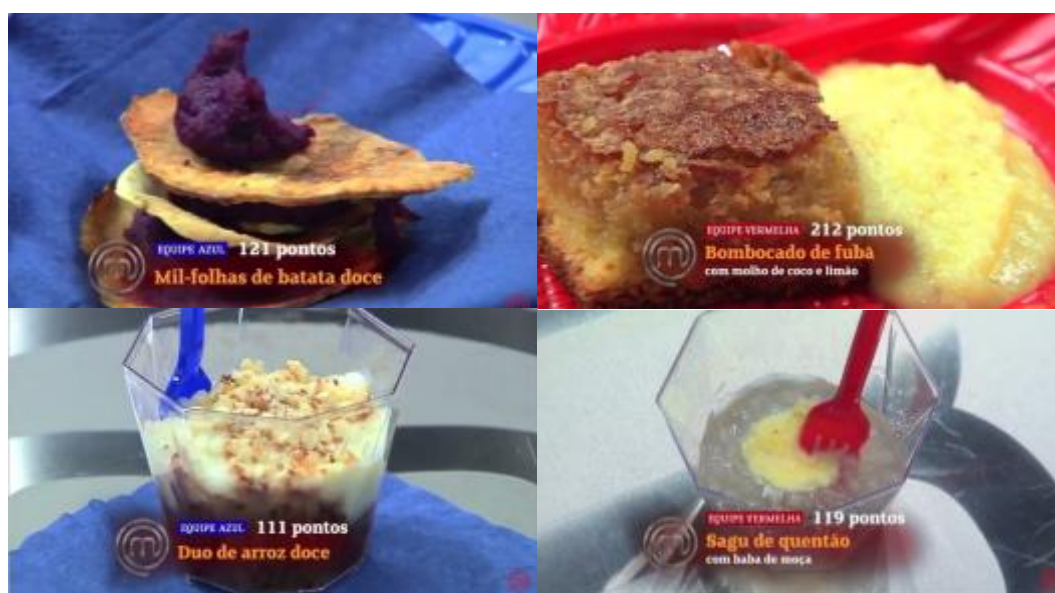 EQUIPE AZUL 121 pontos
Mil-folhas de batata doce
EQUIPE VERMELHA 212 pontos
Bombocado de fubá
com molho de coco e limão
EQUIPE AZUL 111 pontos
Duo de arroz doce
EQUIPE VERMELHA 119 pontos
Sagu de quentão
com baba de moça